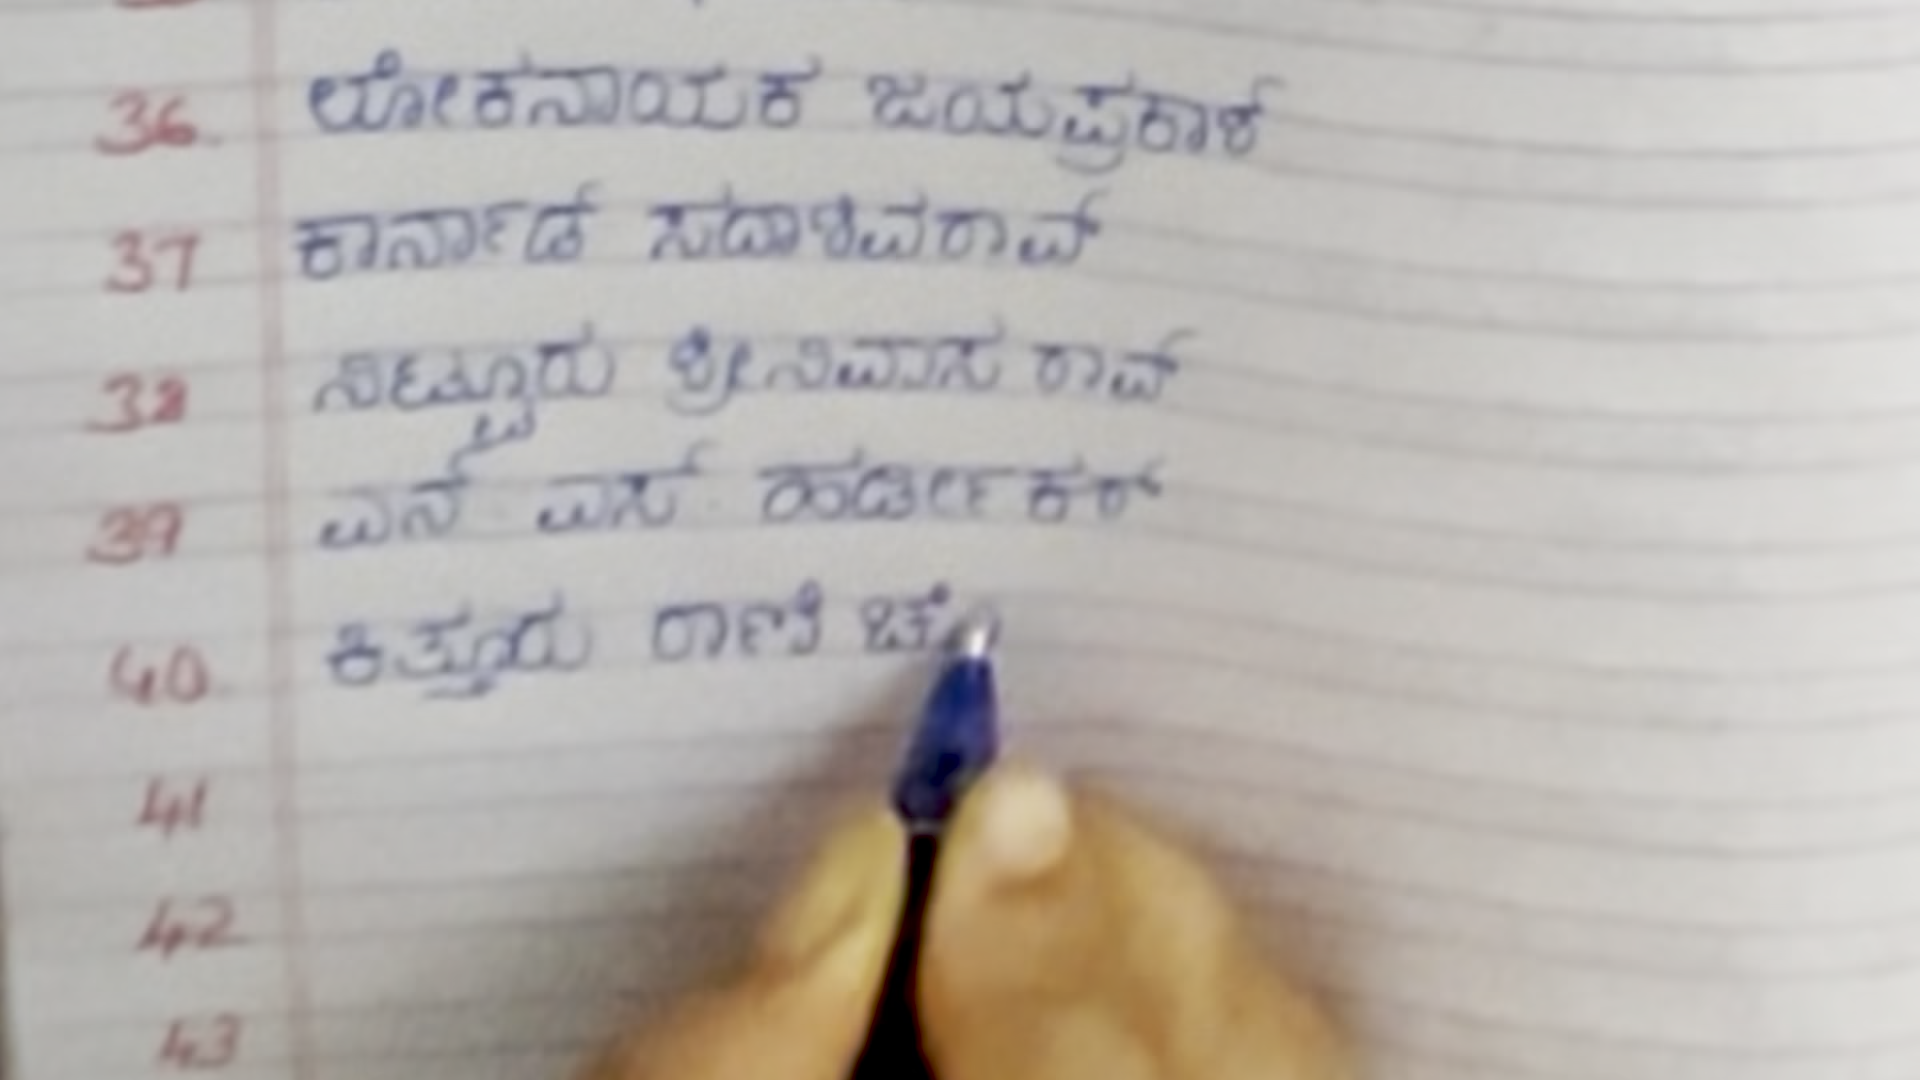 36. ಲೋಕನಾಯಕ ಜಯಪ್ರಕಾಶ್
37 ಕಾರ್ನಾಡ್ ಸದಾಶಿವರಾವ್
38 ನಿಟ್ಟೂರು ಶ್ರೀನಿವಾಸ ರಾವ್
39 ಎನ್ ಎಸ್ ಹರ್ಡೀಕರ್
40 ಕಿತ್ತೂರು ರಾಣಿ
41
42
43